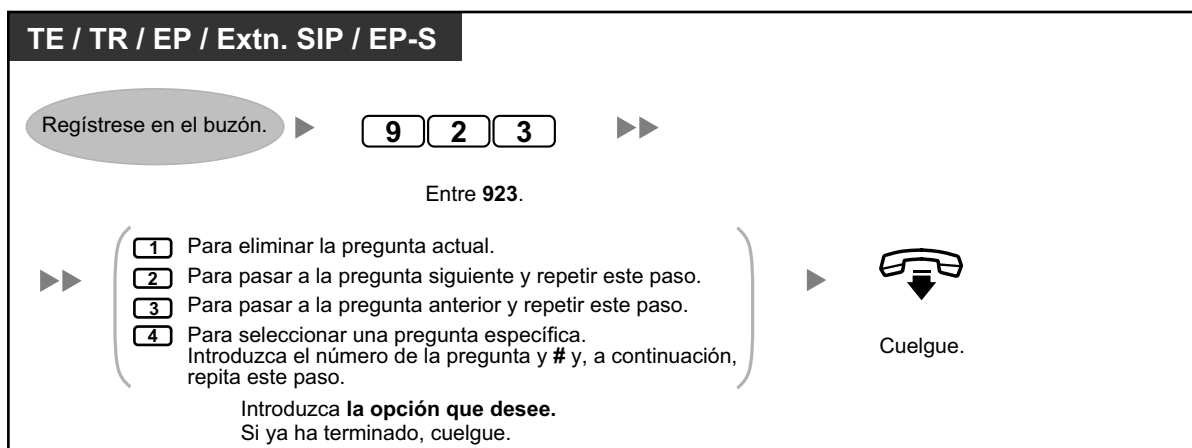 TE / TR / EP / Extn. SIP / EP-S
Regístrese en el buzón.
9 2 3
Entre 923.
1 Para eliminar la pregunta actual.
2 Para pasar a la pregunta siguiente y repetir este paso.
3 Para pasar a la pregunta anterior y repetir este paso.
4 Para seleccionar una pregunta específica.
Introduzca el número de la pregunta y # y, a continuación,
repita este paso.
Introduzca la opción que desee.
Si ya ha terminado, cuelgue.
Cuelgue.